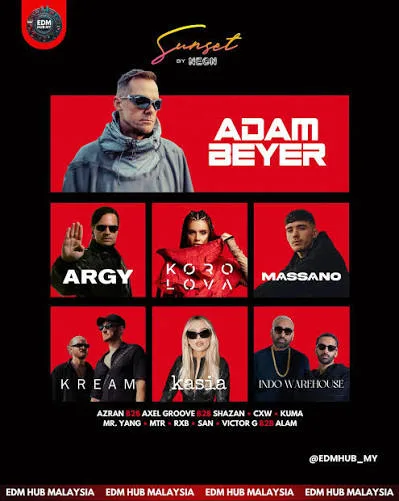 EDM
HUB.MY
Sunset
BY NEON
ADAM
BEYER
ARGY
KORO
LOVA
MASSANO
KREAM
kasia
INDO WAREHOUSE
AZRAN B2B AXEL GROOVE B2B SHAZAN • CXW • KUMA
MR. YANG • MTR • RXB • SAN • VICTOR G B2B ALAM
@EDMHUB_MY
EDM HUB MALAYSIA EDM HUB MALAYSIA EDM HUB MALAYSIA EDM HUB MALAYSIA